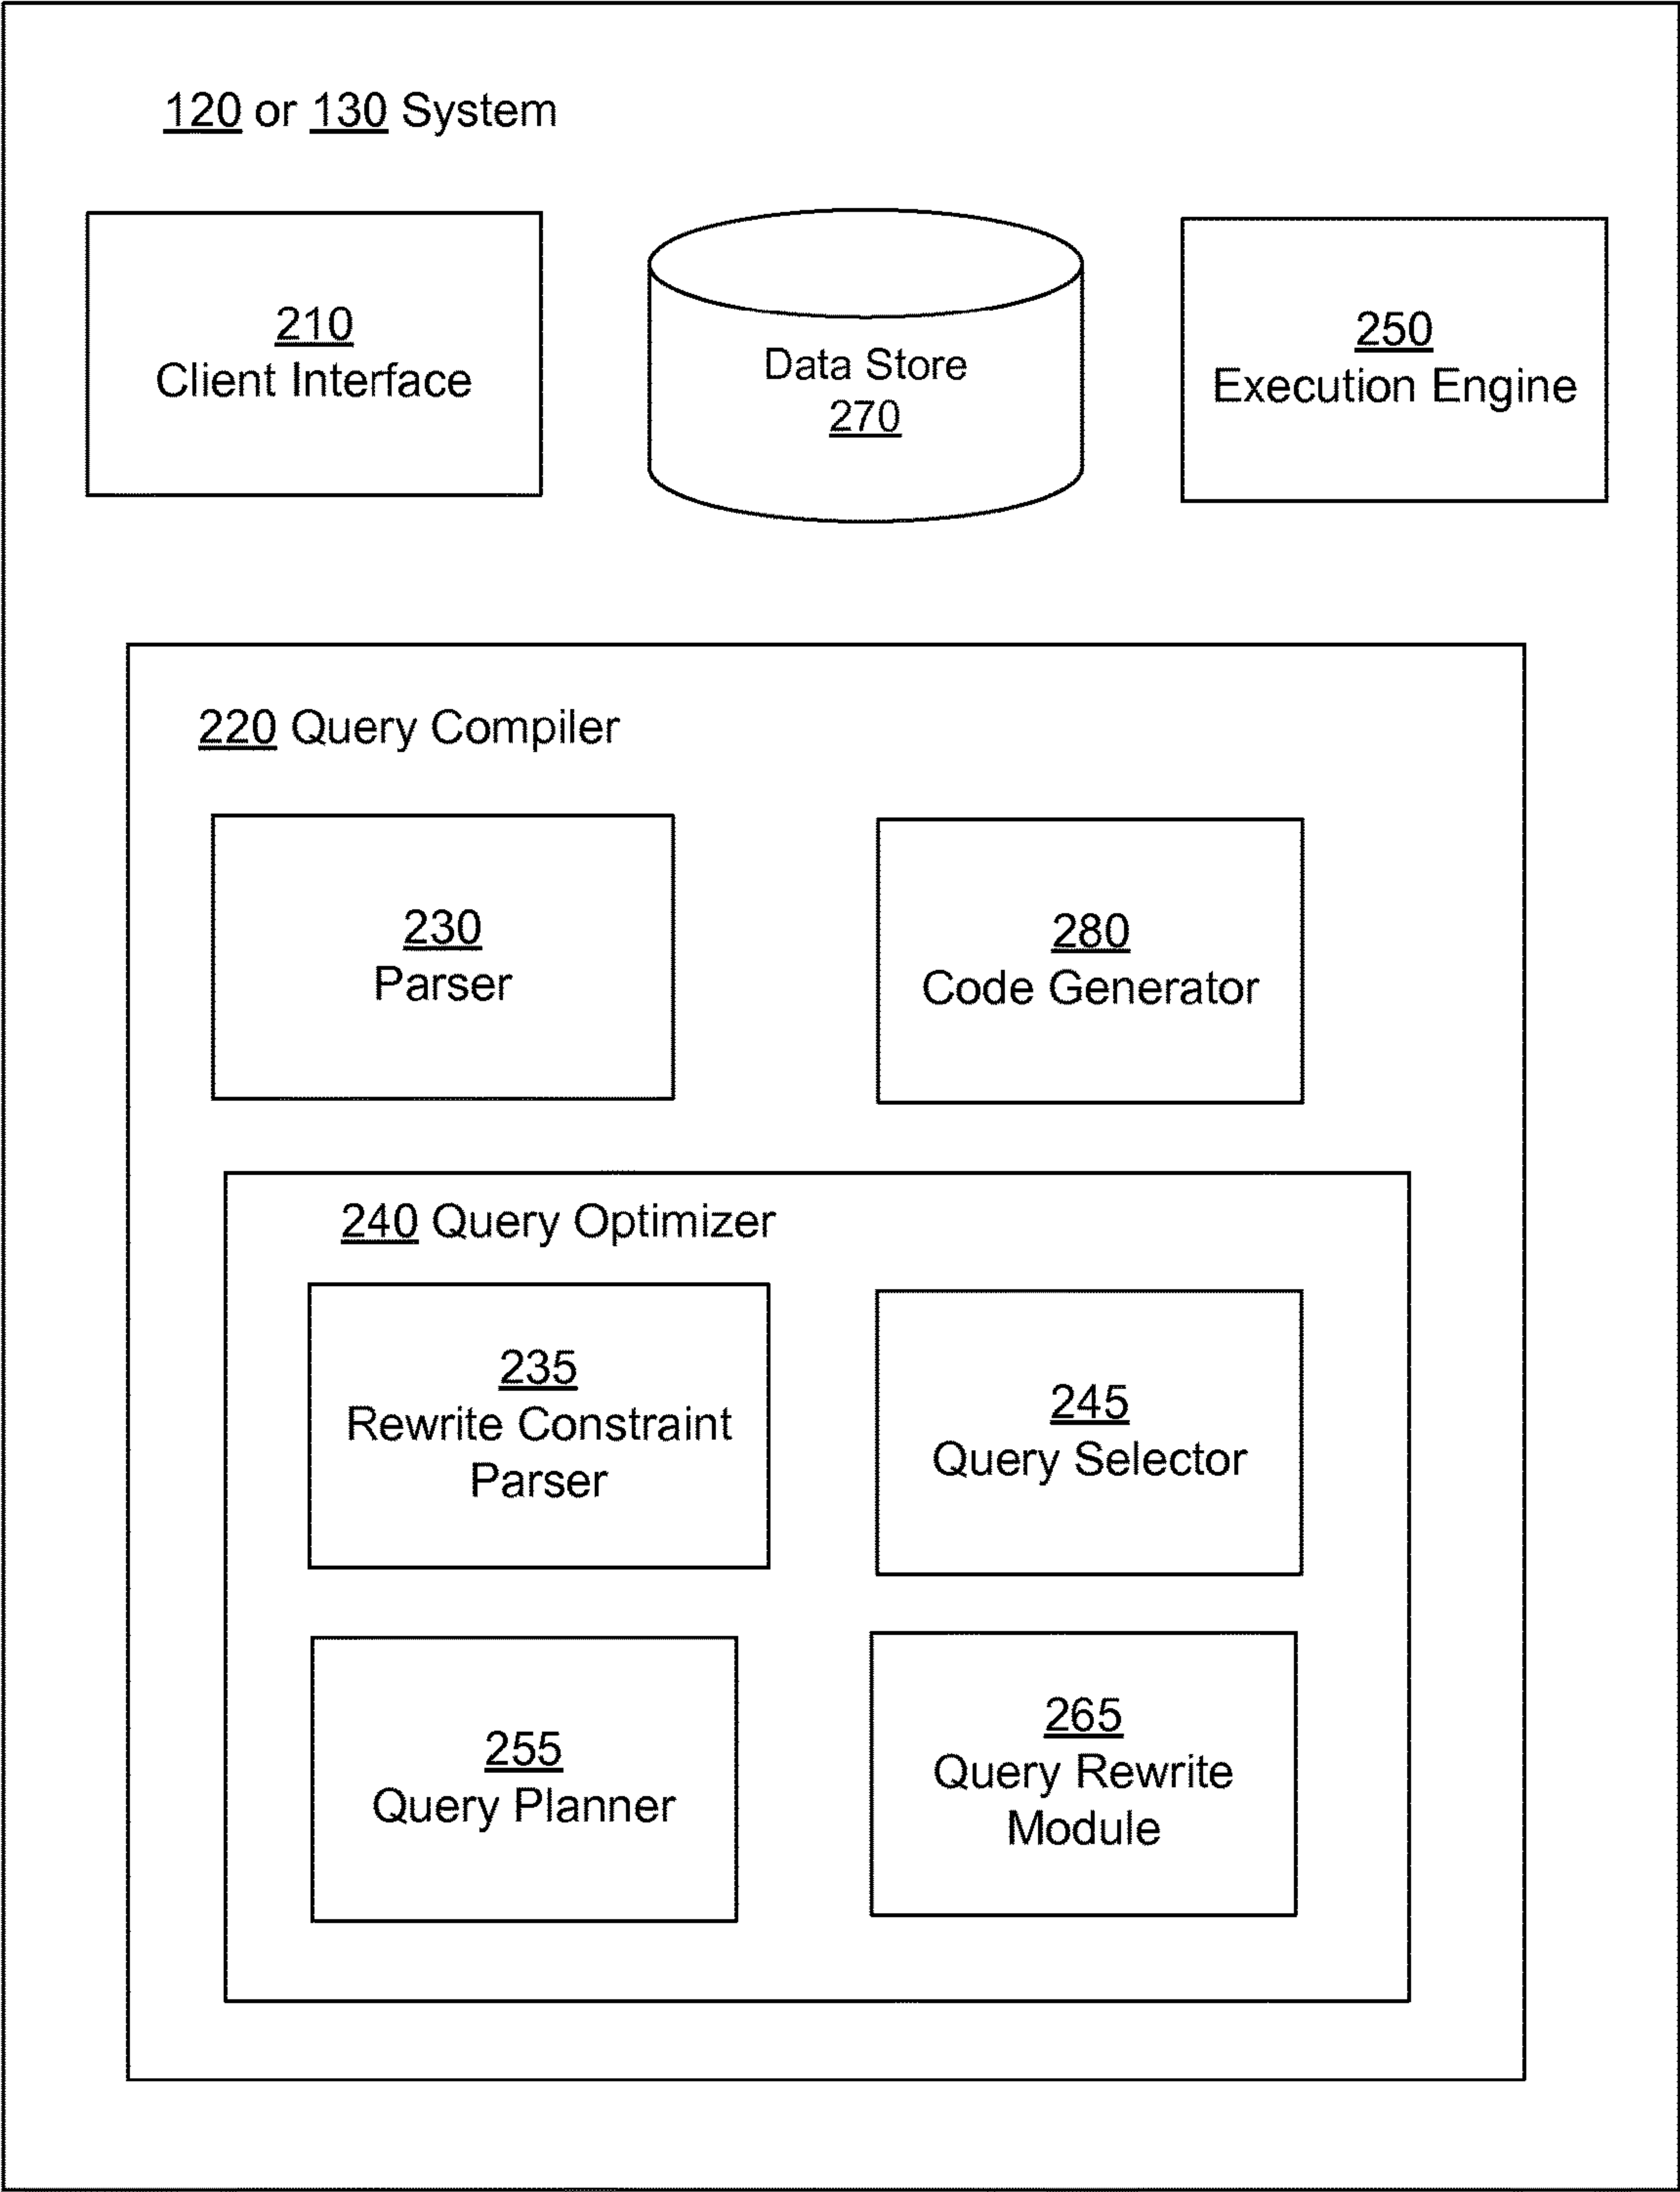 120 or 130 System
210
Client Interface
Data Store
270
250
Execution Engine
220 Query Compiler
230
Parser
280
Code Generator
240 Query Optimizer
235
Rewrite Constraint
Parser
245
Query Selector
255
Query Planner
265
Query Rewrite
Module